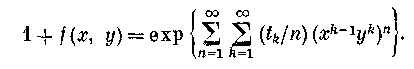 1 + f(x, y) = exp { ∑_{n=1}^{∞} ∑_{k=1}^{∞} (t_k/n) (x^{k-1}y^k)^n }.